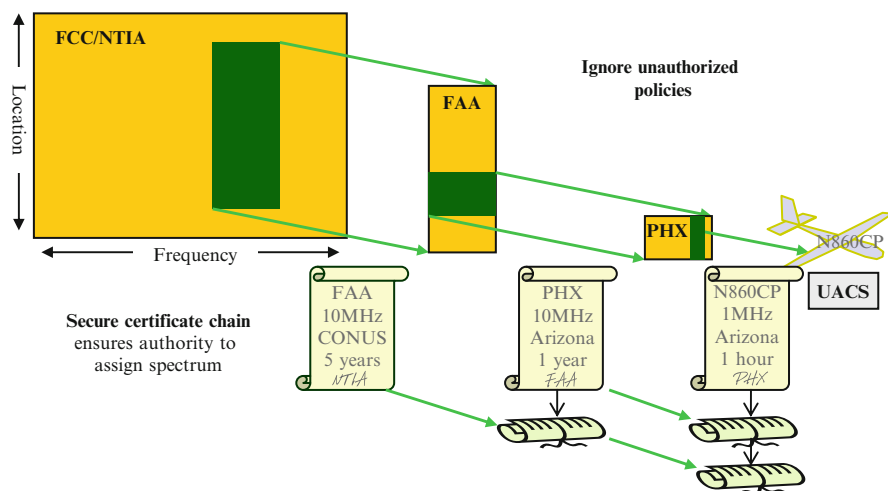 FCC/NTIA
Location
Frequency
FAA
Ignore unauthorized
policies
PHX
N860CP
UACS
Secure certificate chain
ensures authority to
assign spectrum
FAA
10MHz
CONUS
5 years
NTIA
PHX
10MHz
Arizona
1 year
FAA
N860CP
1MHz
Arizona
1 hour
PHX